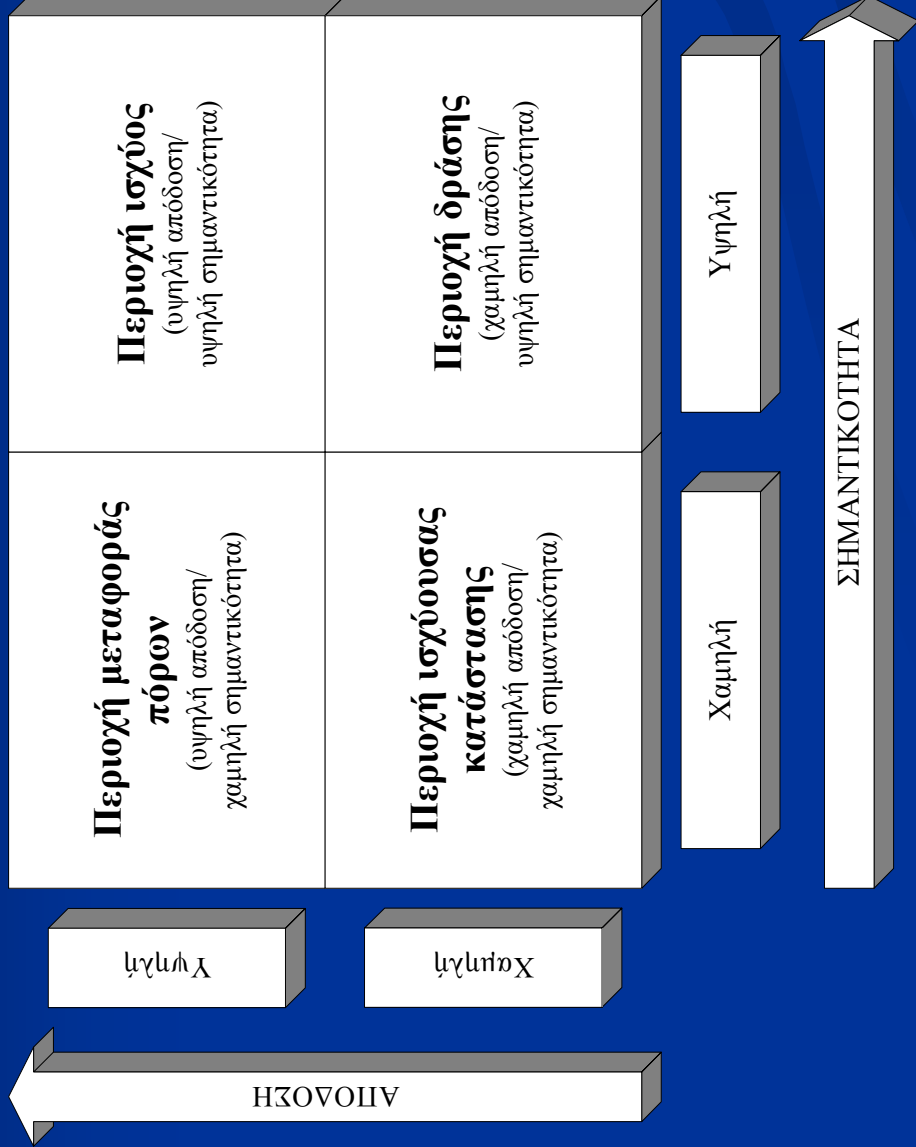 ΑΠΟΔΟΣΗ
Υψηλή
Χαμηλή
Περιοχή μεταφοράς
πόρων
(υψηλή απόδοση/
χαμηλή σημαντικότητα)
Περιοχή ισχύος
(υψηλή απόδοση/
υψηλή σημαντικότητα)
Περιοχή ισχύουσας
κατάστασης
(χαμηλή απόδοση/
χαμηλή σημαντικότητα)
Περιοχή δράσης
(χαμηλή απόδοση/
υψηλή σημαντικότητα)
Χαμηλή
Υψηλή
ΣΗΜΑΝΤΙΚΟΤΗΤΑ